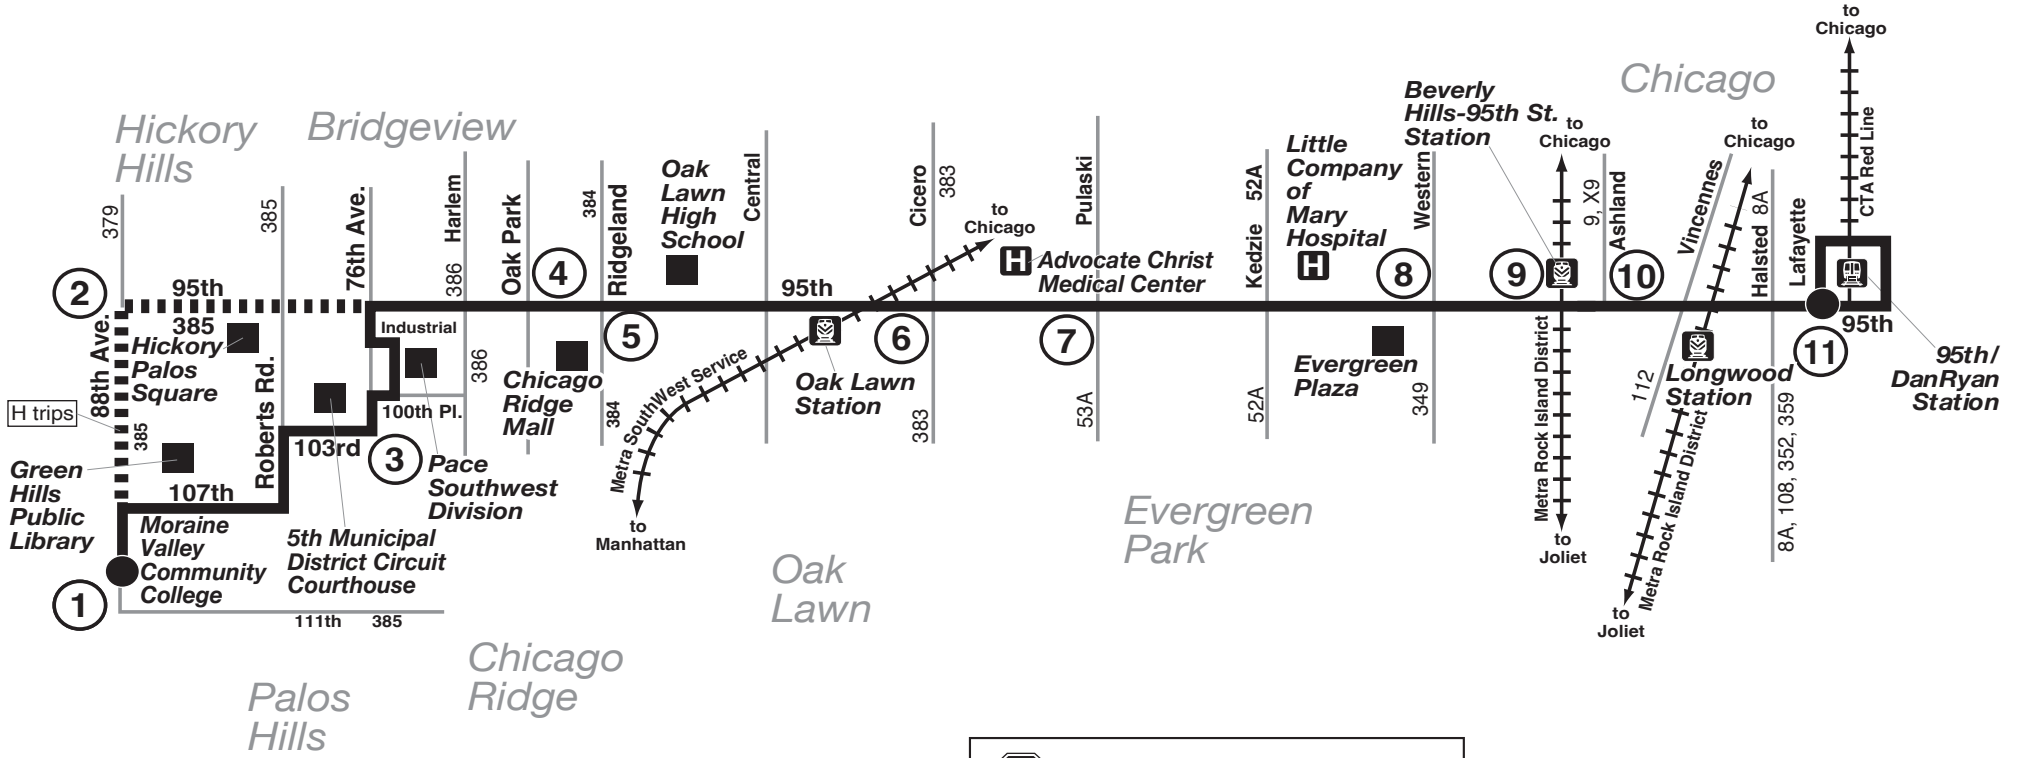 to
Chicago
Chicago
Beverly
Hills-95th St.
Station
Hickory
Hills
Bridgeview
to
Chicago
to
Chicago
CTA Red Line
Little
Company
of
Mary
Hospital
Oak
Lawn
High
School
379
385
76th Ave.
Harlem
386
Oak Park
384
Ridgeland
Central
Cicero
383
to
Chicago
Pulaski
Kedzie 52A
Western
9, X9
Ashland
Vincennes
Halsted 8A
Lafayette
2
95th
4
95th
H
Advocate Christ
Medical Center
H
8
9
10
88th Ave.
385
Hickory
Palos
Square
Roberts Rd.
Industrial
386
5
6
7
11
95th
95th/
DanRyan
Station
Chicago
Ridge
Mall
384
Metra SouthWest Service
Oak Lawn
Station
383
53A
52A
Evergreen
Plaza
349
Metra Rock Island District
112
Longwood
Station
8A, 108, 352, 359
Metra Rock Island District
H trips
385
100th Pl.
103rd
3
Pace
Southwest
Division
Green
Hills
Public
Library
107th
Moraine
Valley
Community
College
5th Municipal
District Circuit
Courthouse
to
Manhattan
Evergreen
Park
to
Joliet
to
Joliet
1
111th 385
Oak
Lawn
Chicago
Ridge
Palos
Hills